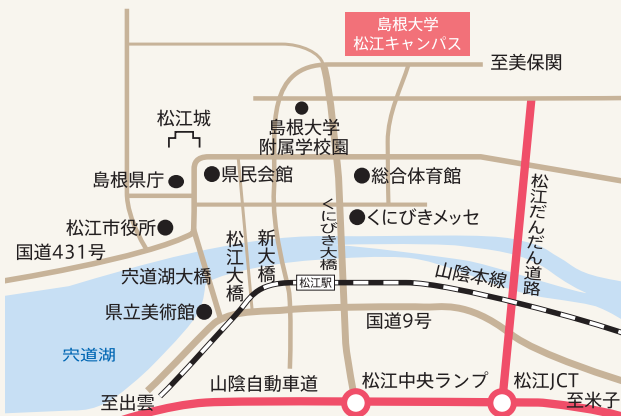 島根大学
松江キャンパス
至美保関
松江城
島根大学
附属学校園
島根県庁
県民会館
総合体育館
松江市役所
くにびきメッセ
国道431号
松江大橋
新大橋
くにびき大橋
松江だんだん道路
宍道湖大橋
松江駅
山陰本線
県立美術館
国道9号
宍道湖
山陰自動車道
松江中央ランプ
松江JCT
至出雲
至米子